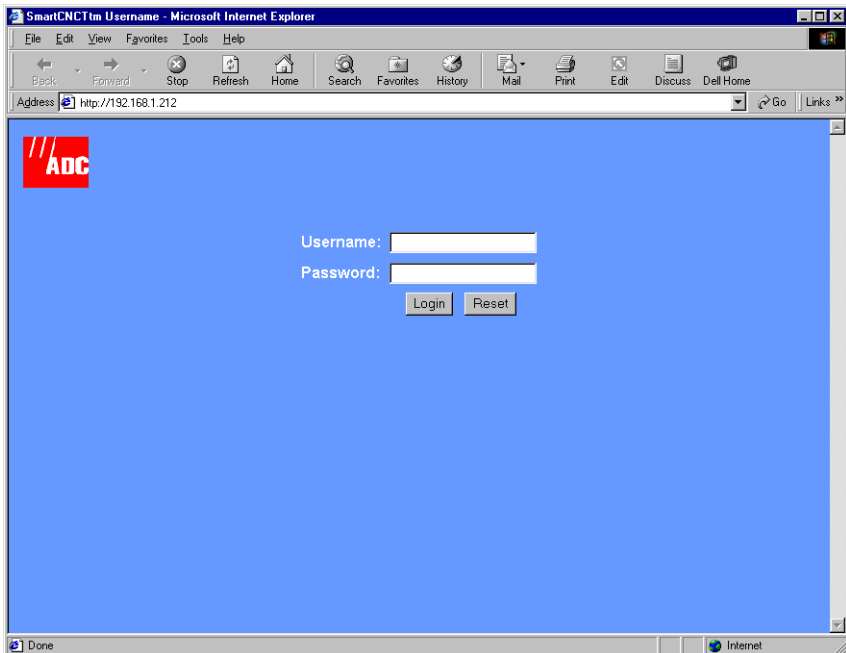 SmartCNCTtm Username - Microsoft Internet Explorer
File Edit View Favorites Tools Help
Back Forward Stop Refresh Home Search Favorites History Mail Print Edit Discuss Dell Home
Address http://192.168.1.212 Go Links »
ADC
Username:
Password:
Login Reset
Done Internet